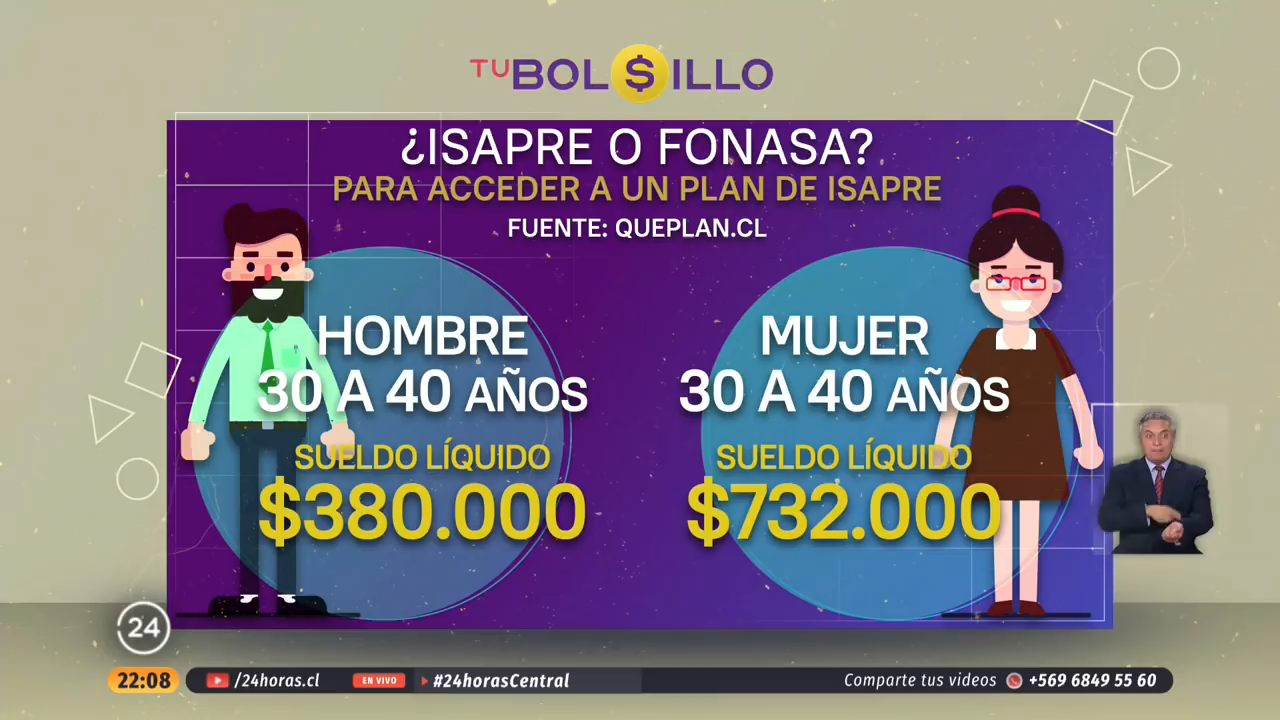 TU BOL$ILLO
¿ISAPRE O FONASA?
PARA ACCEDER A UN PLAN DE ISAPRE
FUENTE: QUEPLAN.CL
HOMBRE
30 A 40 AÑOS
SUELDO LÍQUIDO
$380.000
MUJER
30 A 40 AÑOS
SUELDO LÍQUIDO
$732.000
24
22:08 /24horas.cl EN VIVO #24horasCentral Comparte tus videos +569 6849 55 60